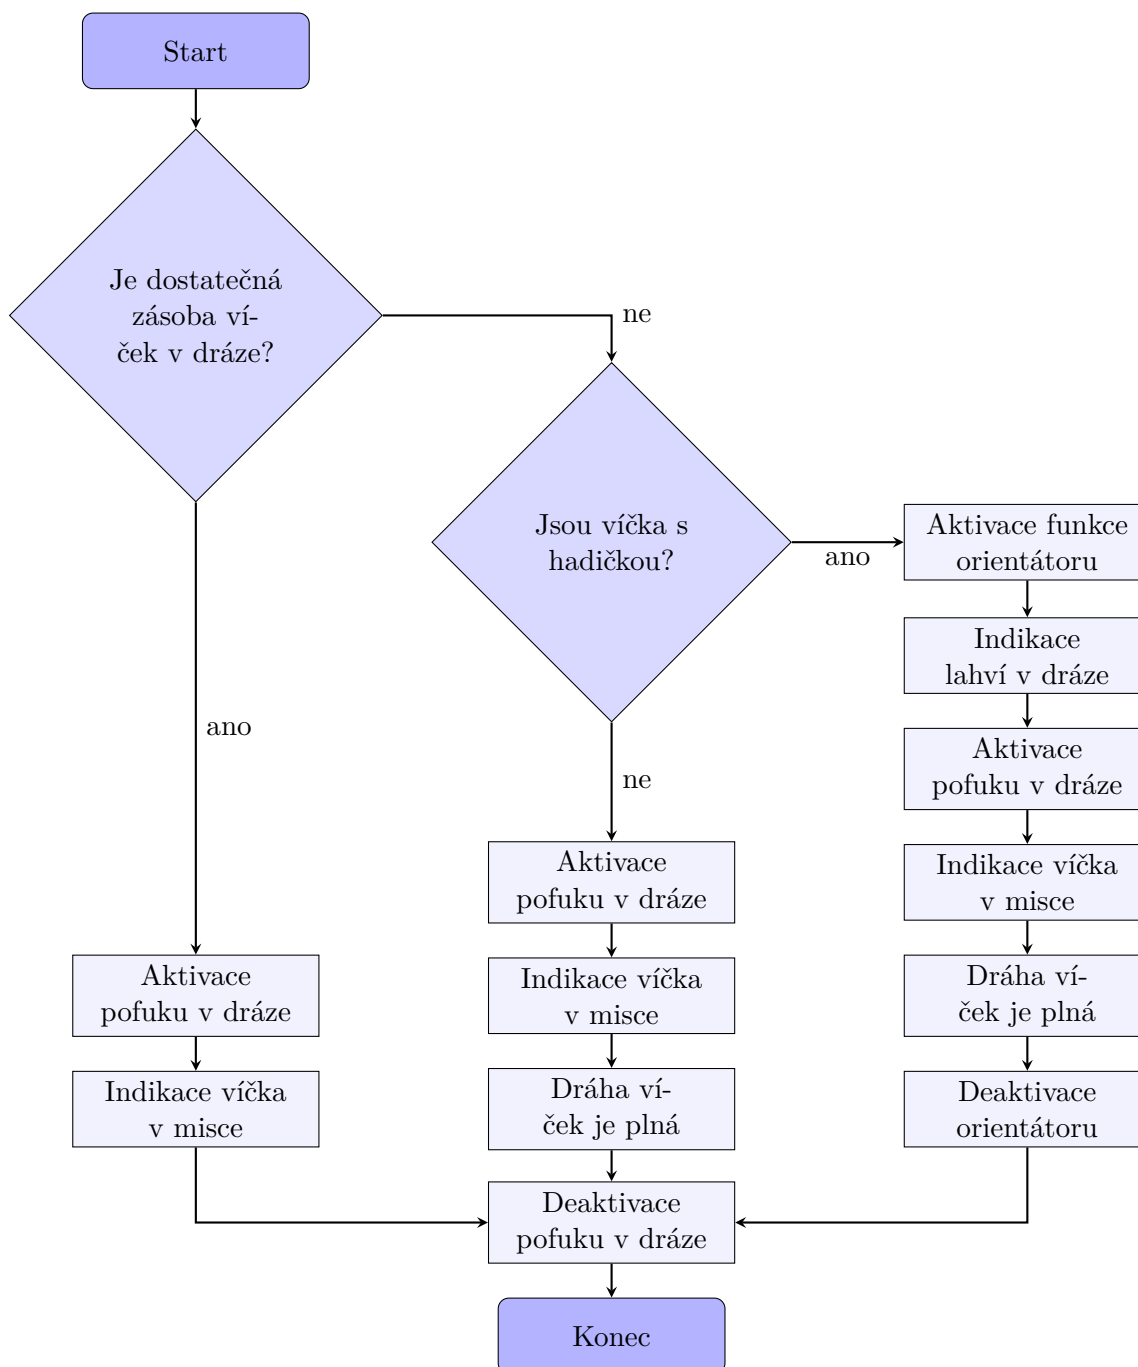 Start
Je dostatečná
zásoba ví-
ček v dráze?
ne
Jsou víčka s
hadičkou?
ano
Aktivace funkce
orientátoru
Indikace
lahví v dráze
Aktivace
pofuku v dráze
Indikace víčka
v misce
Dráha ví-
ček je plná
Deaktivace
orientátoru
ne
Aktivace
pofuku v dráze
Indikace víčka
v misce
Dráha ví-
ček je plná
ano
Aktivace
pofuku v dráze
Indikace víčka
v misce
Deaktivace
pofuku v dráze
Konec